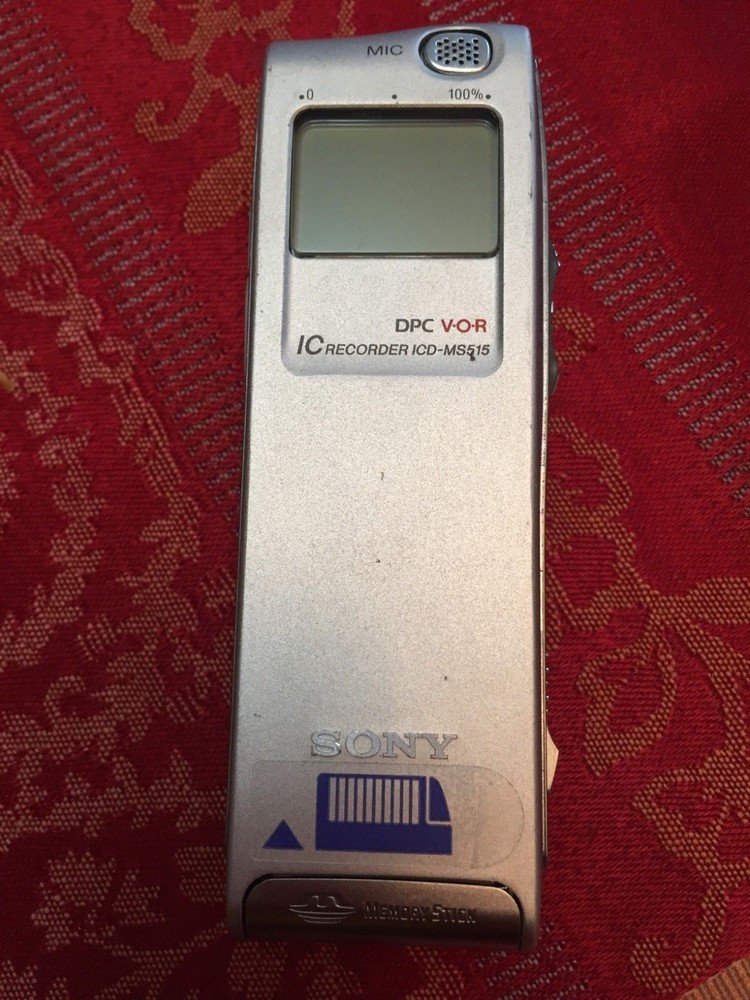 MIC
0 100%
DPC V·O·R
IC RECORDER ICD-MS515
SONY
MEMORY STICK